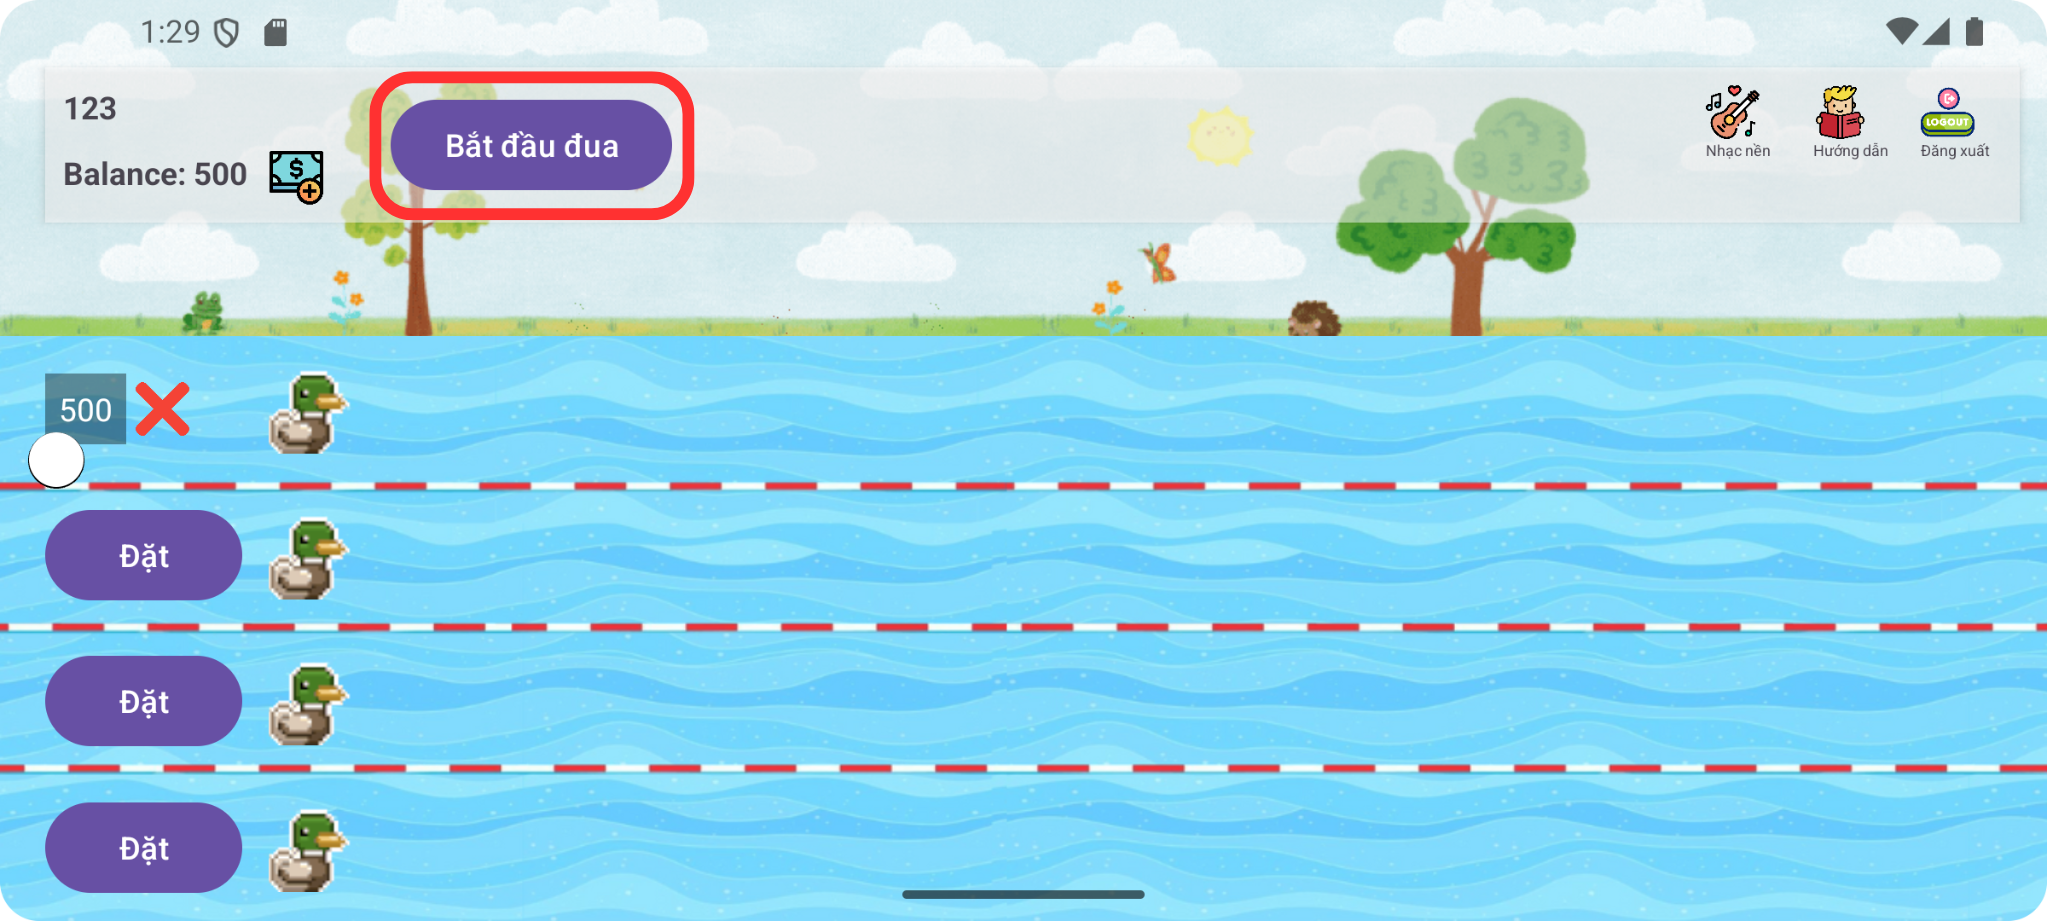 1:29
123
Balance: 500
Bắt đầu đua
Nhạc nền
LOGOUT
Hướng dẫn
Đăng xuất
500
Đặt
Đặt
Đặt